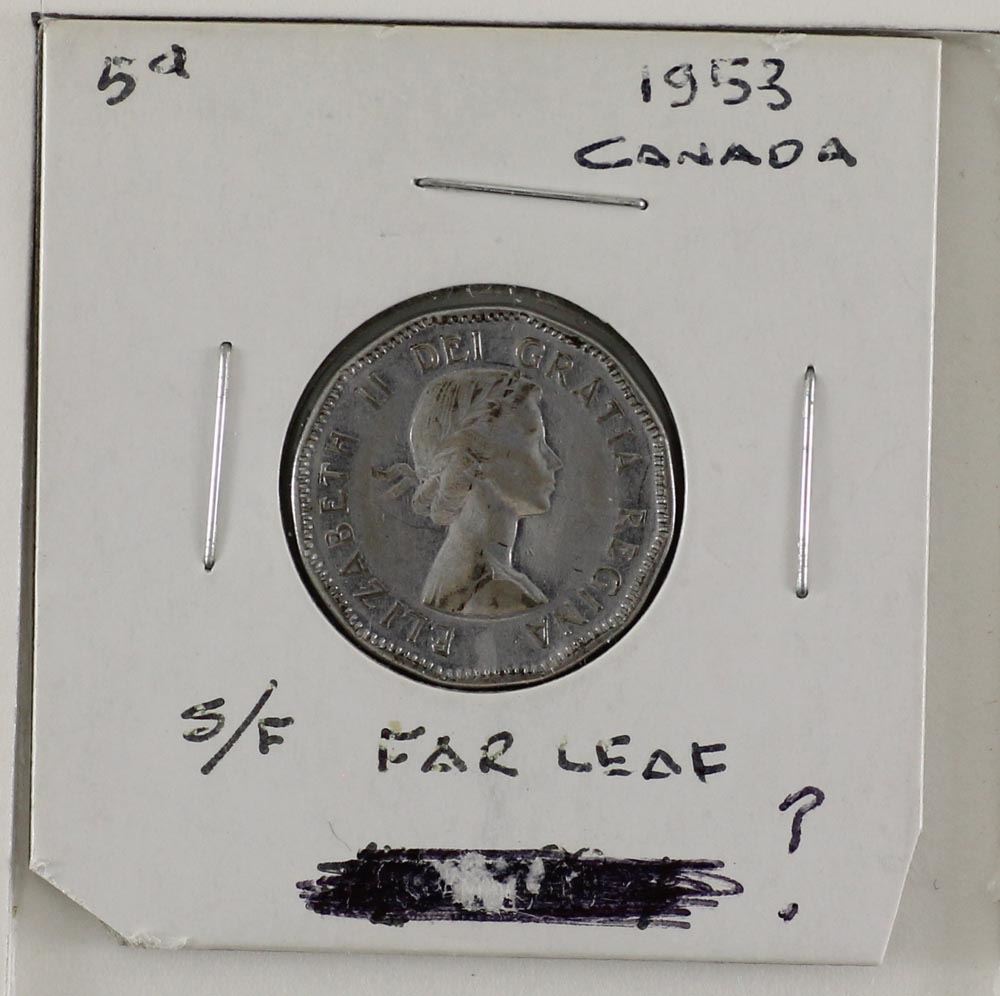 5¢
1953
CANADA
ELIZABETH II DEI GRATIA REGINA
S/F FAR LEAF
?